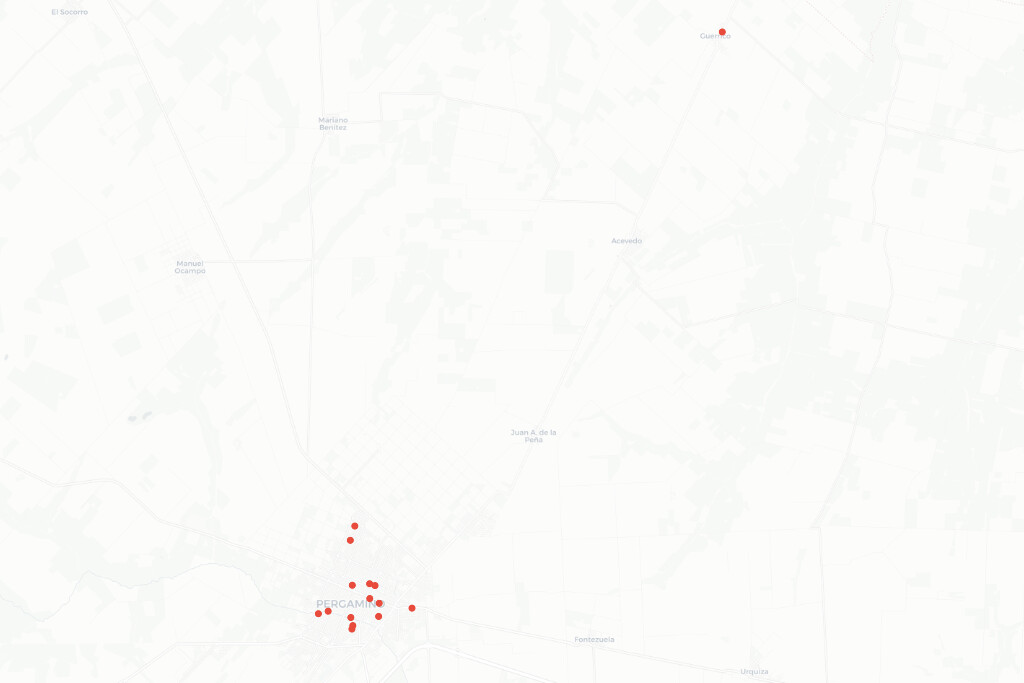 El Socorro
Guerrico
Mariano
Benítez
Acevedo
Manuel
Ocampo
Juan A. de la
Peña
PERGAMINO
Fontezuela
Urquiza